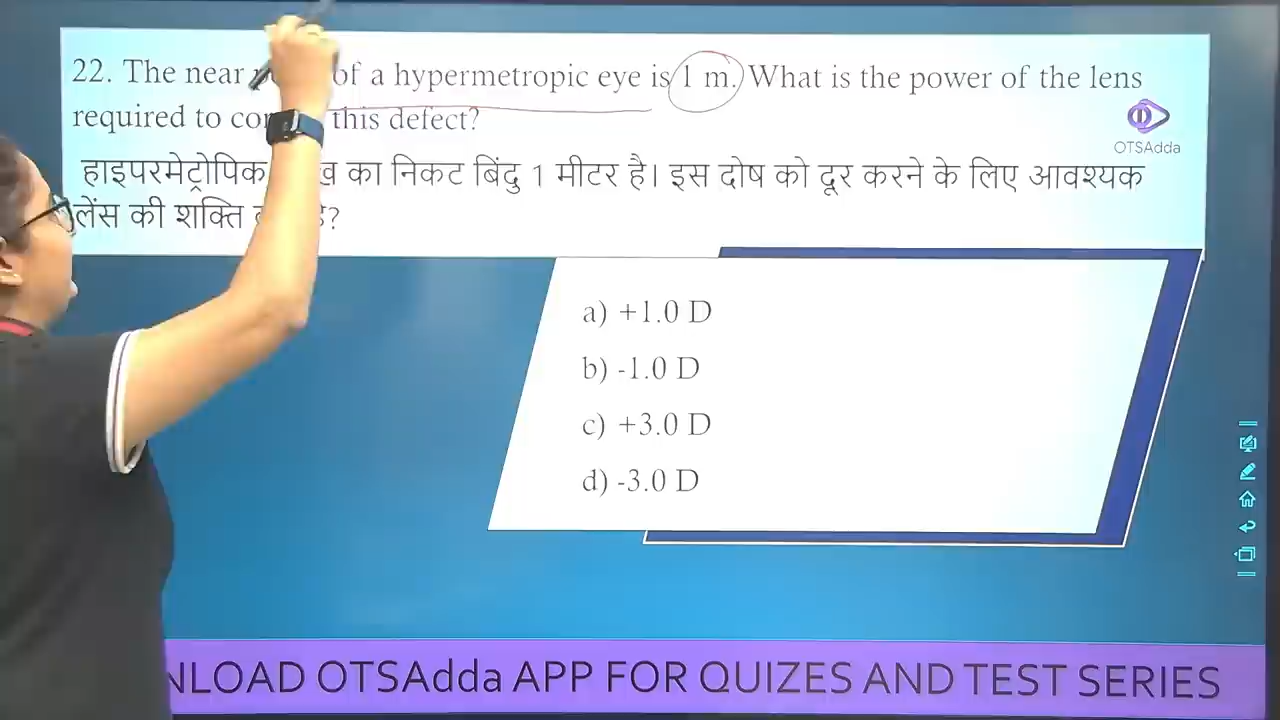 22. The near of a hypermetropic eye is 1 m. What is the power of the lens
required to this defect?
OTSAdda
हाइपरमेट्रोपिक का निकट बिंदु 1 मीटर है। इस दोष को दूर करने के लिए आवश्यक
लेंस की शक्ति है?
a) +1.0 D
b) -1.0 D
c) +3.0 D
d) -3.0 D
OTSAdda APP FOR QUIZES AND TEST SERIES